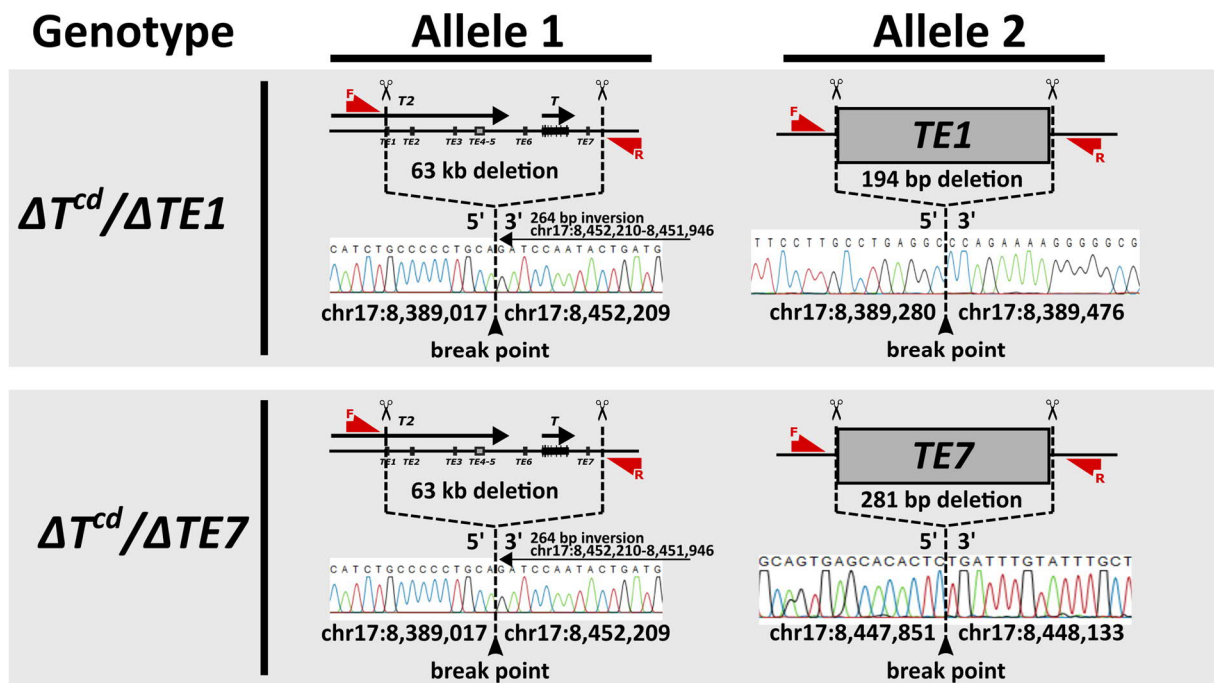 Genotype Allele 1 Allele 2
F T2 T
TE1 TE2 TE3 TE4-5 TE6 TE7 R
63 kb deletion
5' 3' 264 bp inversion
chr17:8,452,210-8,451,946
CATCTGCCCCCTGCAGATCCAATACTGATG
chr17:8,389,017 chr17:8,452,209
break point
F TE1 R
194 bp deletion
5' 3'
TTCCTTGCCTGAGGCCCAGAAAAGGGGGCG
chr17:8,389,280 chr17:8,389,476
break point
ΔTcd/ΔTE1
F T2 T
TE1 TE2 TE3 TE4-5 TE6 TE7 R
63 kb deletion
5' 3' 264 bp inversion
chr17:8,452,210-8,451,946
CATCTGCCCCCTGCAGATCCAATACTGATG
chr17:8,389,017 chr17:8,452,209
break point
F TE7 R
281 bp deletion
5' 3'
GCAGTGAGCACACTCTGATTTGTATTTGCT
chr17:8,447,851 chr17:8,448,133
break point
ΔTcd/ΔTE7